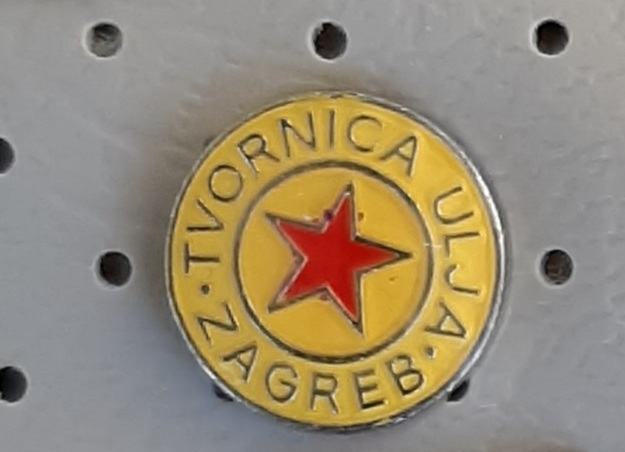 TVORNICA ULJA
· ZAGREB ·